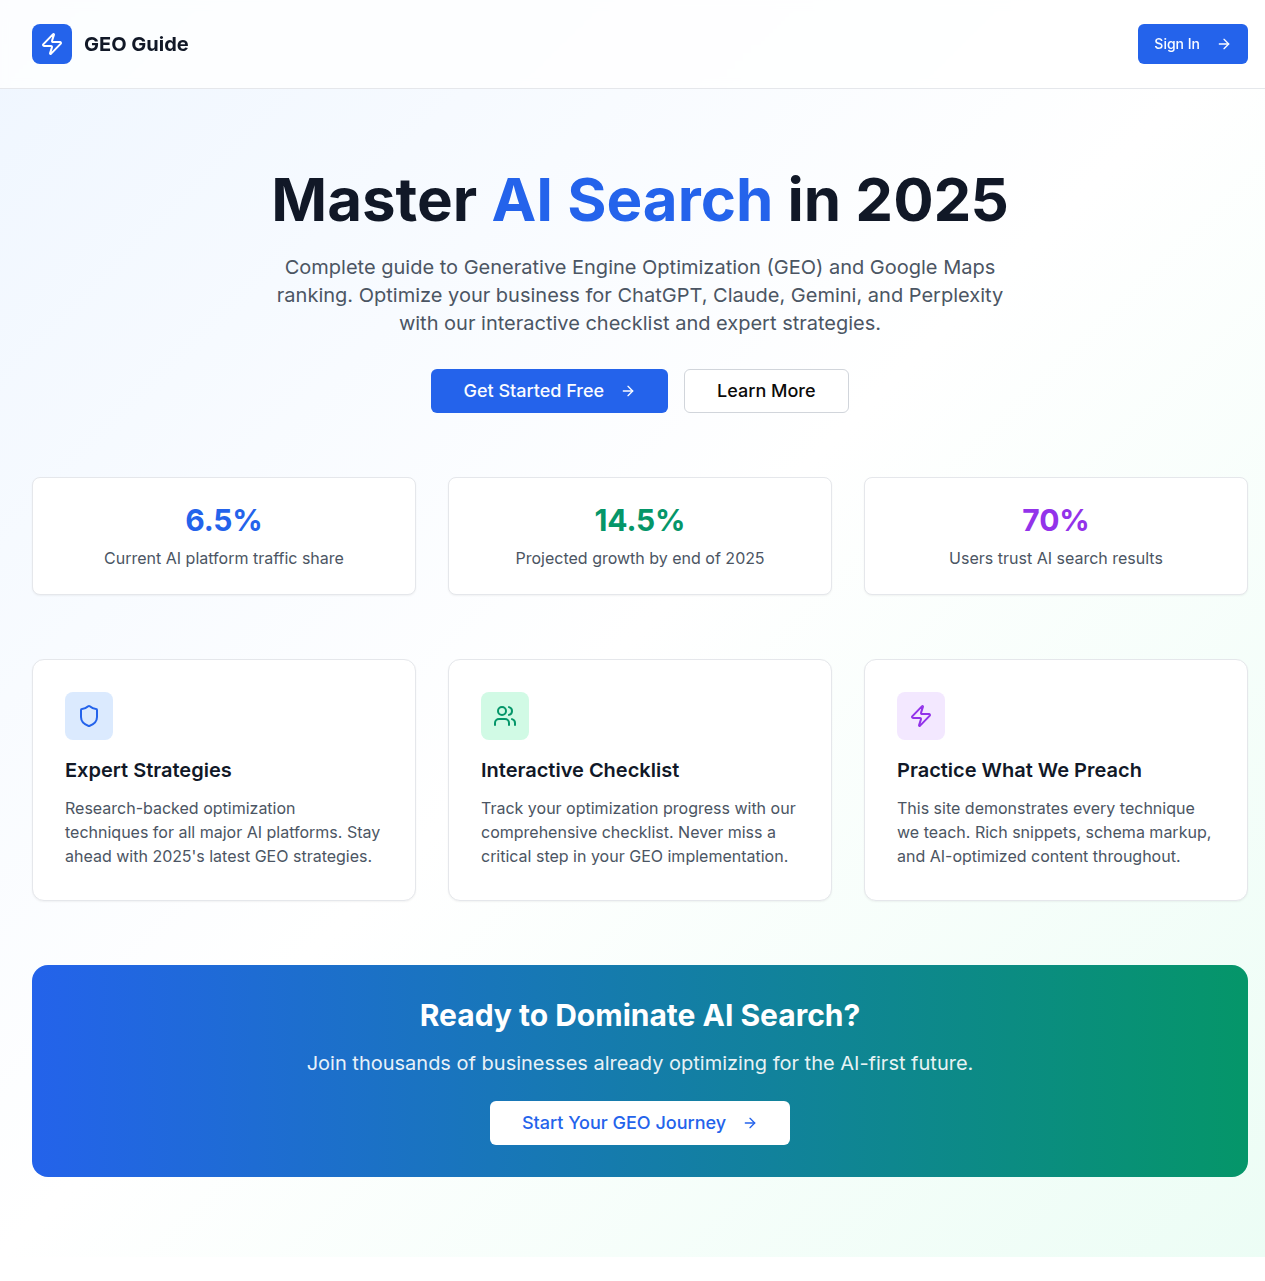 GEO Guide
Sign In
Master AI Search in 2025
Complete guide to Generative Engine Optimization (GEO) and Google Maps
ranking. Optimize your business for ChatGPT, Claude, Gemini, and Perplexity
with our interactive checklist and expert strategies.
Get Started Free
Learn More
6.5%
Current AI platform traffic share
14.5%
Projected growth by end of 2025
70%
Users trust AI search results
Expert Strategies
Research-backed optimization
techniques for all major AI platforms. Stay
ahead with 2025's latest GEO strategies.
Interactive Checklist
Track your optimization progress with our
comprehensive checklist. Never miss a
critical step in your GEO implementation.
Practice What We Preach
This site demonstrates every technique
we teach. Rich snippets, schema markup,
and AI-optimized content throughout.
Ready to Dominate AI Search?
Join thousands of businesses already optimizing for the AI-first future.
Start Your GEO Journey